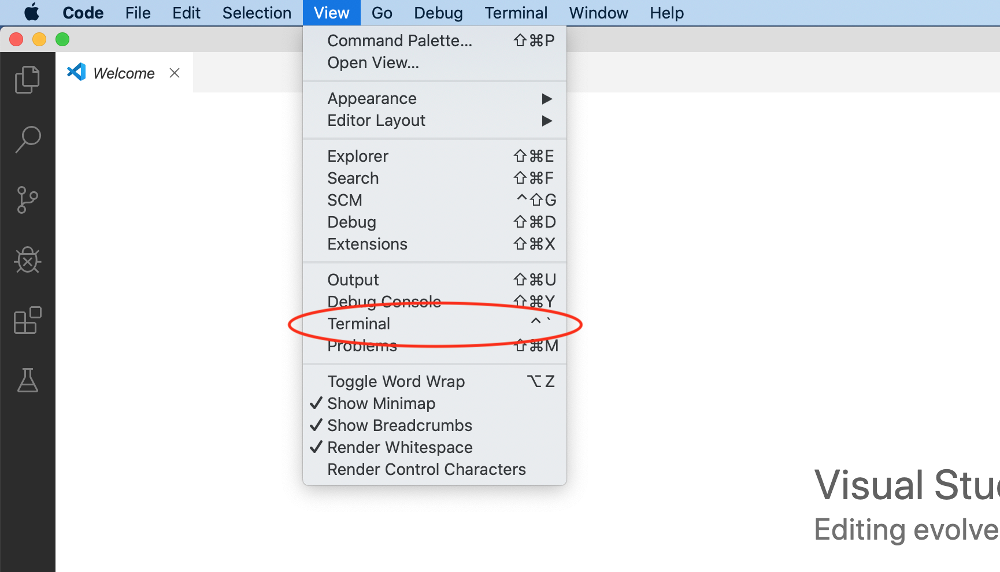 Code File Edit Selection View Go Debug Terminal Window Help
Welcome
Command Palette... ⇧⌘P
Open View...
Appearance ▶
Editor Layout ▶
Explorer ⇧⌘E
Search ⇧⌘F
SCM ^⇧G
Debug ⇧⌘D
Extensions ⇧⌘X
Output ⇧⌘U
Debug Console ⇧⌘Y
Terminal ^`
Problems ⇧⌘M
Toggle Word Wrap ⌥Z
✓ Show Minimap
✓ Show Breadcrumbs
✓ Render Whitespace
Render Control Characters
Visual Stu
Editing evolve